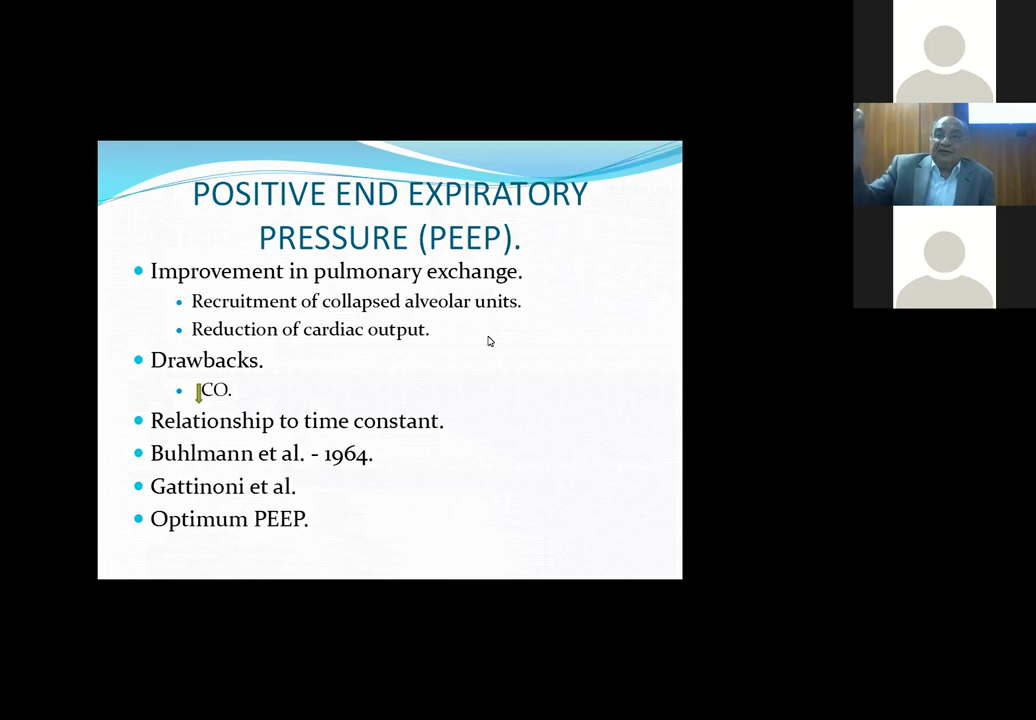 POSITIVE END EXPIRATORY
PRESSURE (PEEP).
Improvement in pulmonary exchange.
Recruitment of collapsed alveolar units.
Reduction of cardiac output.
Drawbacks.
CO.
Relationship to time constant.
Buhlmann et al. - 1964.
Gattinoni et al.
Optimum PEEP.